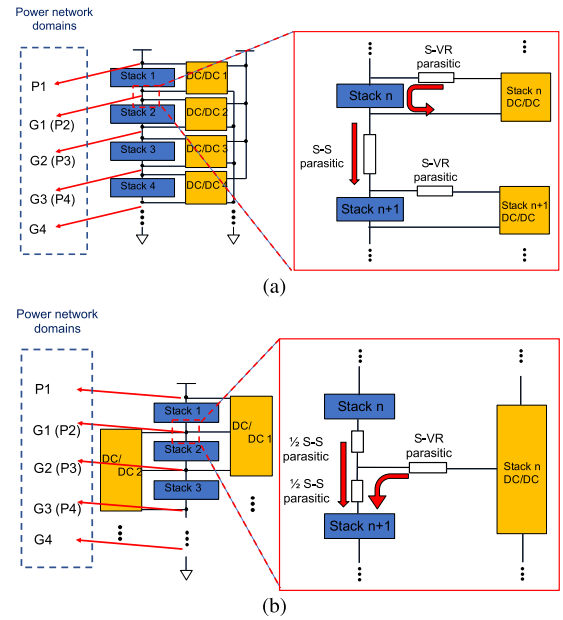 Power network
domains
P1
G1 (P2)
G2 (P3)
G3 (P4)
G4
Stack 1
Stack 2
Stack 3
Stack 4
DC/DC 1
DC/DC 2
DC/DC 3
DC/DC 4
S-VR
parasitic
Stack n
Stack n
DC/DC
S-S
parasitic
S-VR
parasitic
Stack n+1
Stack n+1
DC/DC
(a)
Power network
domains
P1
G1 (P2)
G2 (P3)
G3 (P4)
G4
DC/
DC 2
Stack 1
Stack 2
Stack 3
DC/
DC 1
Stack n
½ S-S
parasitic
S-VR
parasitic
½ S-S
parasitic
Stack n
DC/DC
Stack n+1
(b)